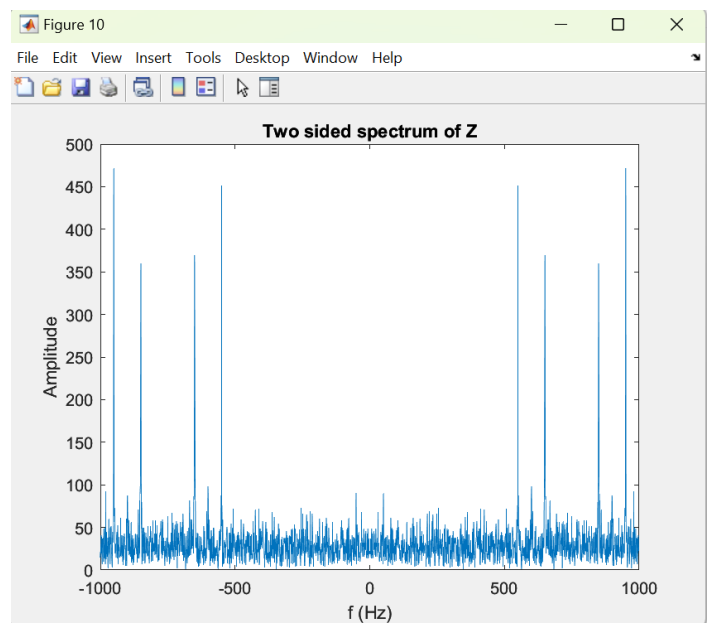 Figure 10
File Edit View Insert Tools Desktop Window Help
Two sided spectrum of Z
500
450
400
350
300
250
200
150
100
50
0
Amplitude
-1000 -500 0 500 1000
f (Hz)